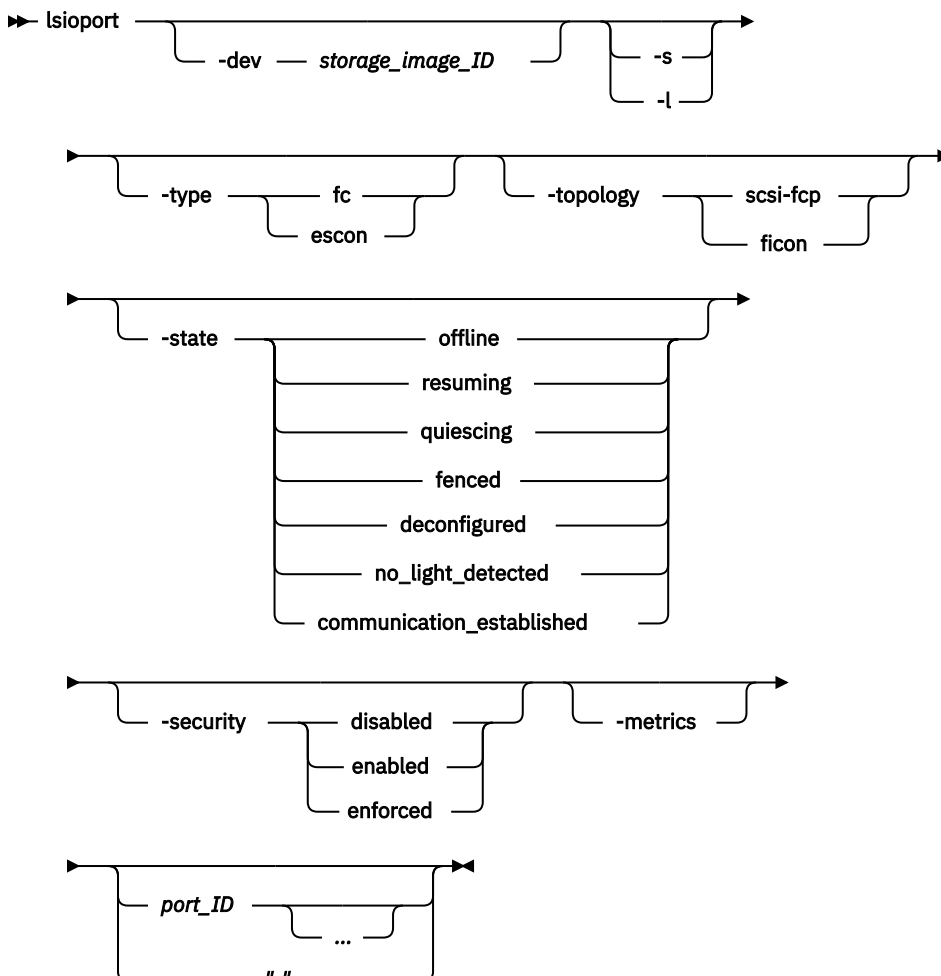 lsioport
-dev storage_image_ID -s
-l
-type fc -topology scsi-fcp
escon ficon
-state offline
resuming
quiescing
fenced
deconfigured
no_light_detected
communication_established
-security disabled -metrics
enabled
enforced
port_ID
...